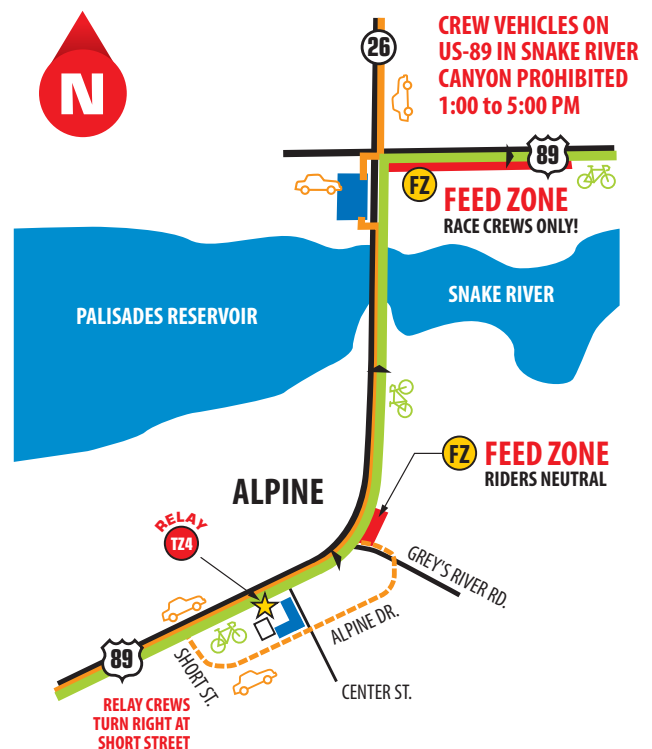 N
26
CREW VEHICLES ON
US-89 IN SNAKE RIVER
CANYON PROHIBITED
1:00 to 5:00 PM
89
FZ
FEED ZONE
RACE CREWS ONLY!
PALISADES RESERVOIR
SNAKE RIVER
FZ
FEED ZONE
RIDERS NEUTRAL
ALPINE
RELAY
TZ4
GREY'S RIVER RD.
ALPINE DR.
SHORT ST.
CENTER ST.
89
RELAY CREWS
TURN RIGHT AT
SHORT STREET